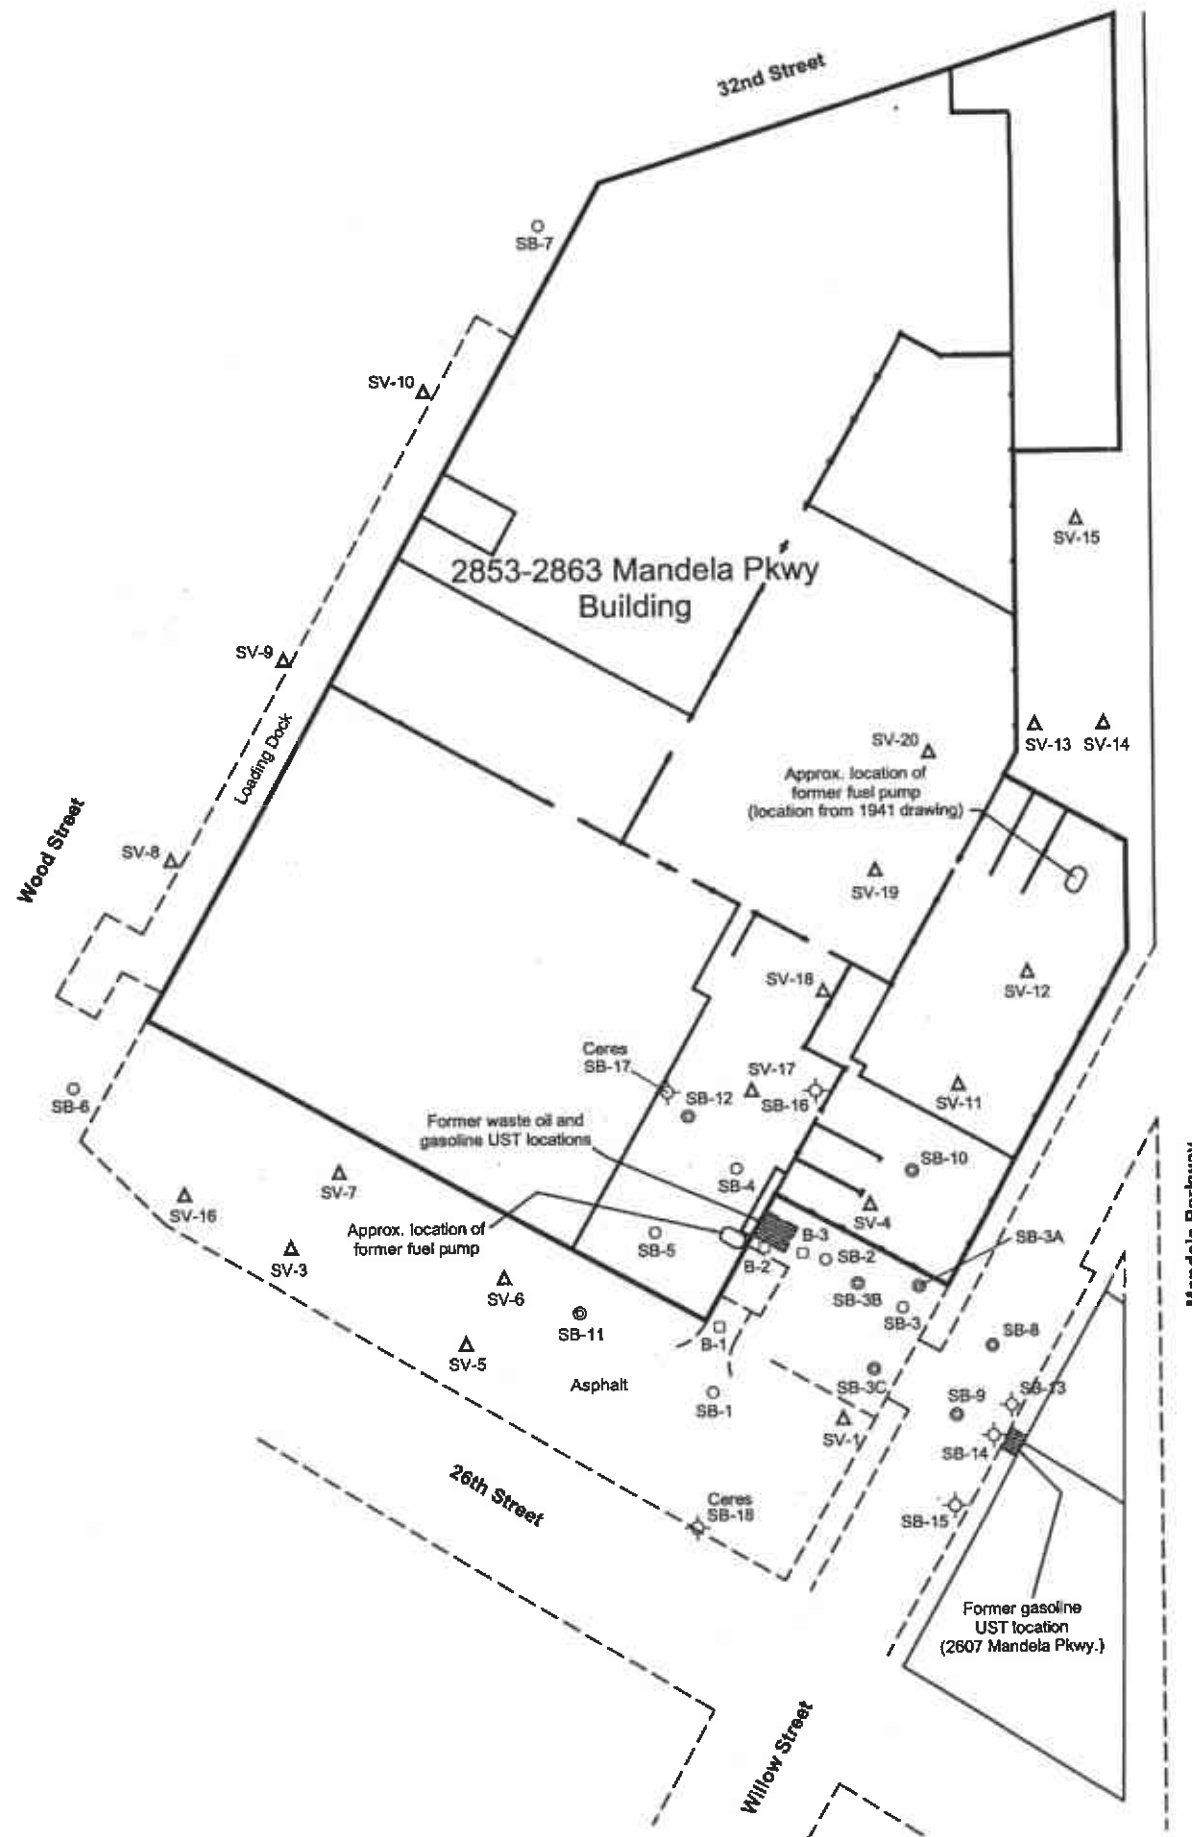 32nd Street
SB-7
SV-10
2853-2863 Mandela Pkwy
Building
SV-15
SV-9
Loading Dock
SV-13
SV-14
SV-20
Approx. location of
former fuel pump
(location from 1941 drawing)
Wood Street
SV-8
SV-19
SV-18
SV-12
Ceres
SB-17
SV-17
SB-12
SB-16
SV-11
SB-6
Former waste oil and
gasoline UST locations
SB-10
SB-4
SV-7
SV-16
SV-4
Approx. location of
former fuel pump
SB-5
B-3
B-2
SB-2
SB-3A
SV-3
SV-6
SB-3B
SB-3
SB-11
B-1
SB-8
SV-5
Asphalt
SB-3C
SB-1
SB-9
SB-13
SV-1
SB-14
26th Street
Ceres
SB-18
SB-15
Former gasoline
UST location
(2607 Mandela Pkwy.)
Willow Street
Mandela Parkway